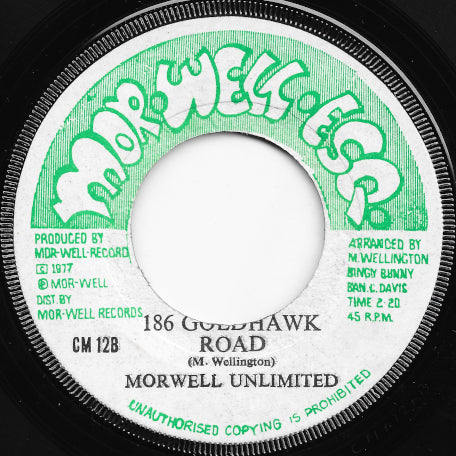 MOR-WELL-ESQ.
PRODUCED BY
MOR-WELL-RECORD
© 1977
℗ MOR-WELL
DIST. BY
MOR-WELL RECORDS
ARRANGED BY
M. WELLINGTON
BINGY BUNNY
BAN. C. DAVIS
TIME 2-20
45 R.P.M.
CM 12B
186 GOLDHAWK
ROAD
(M. Wellington)
MORWELL UNLIMITED
UNAUTHORISED COPYING IS PROHIBITED